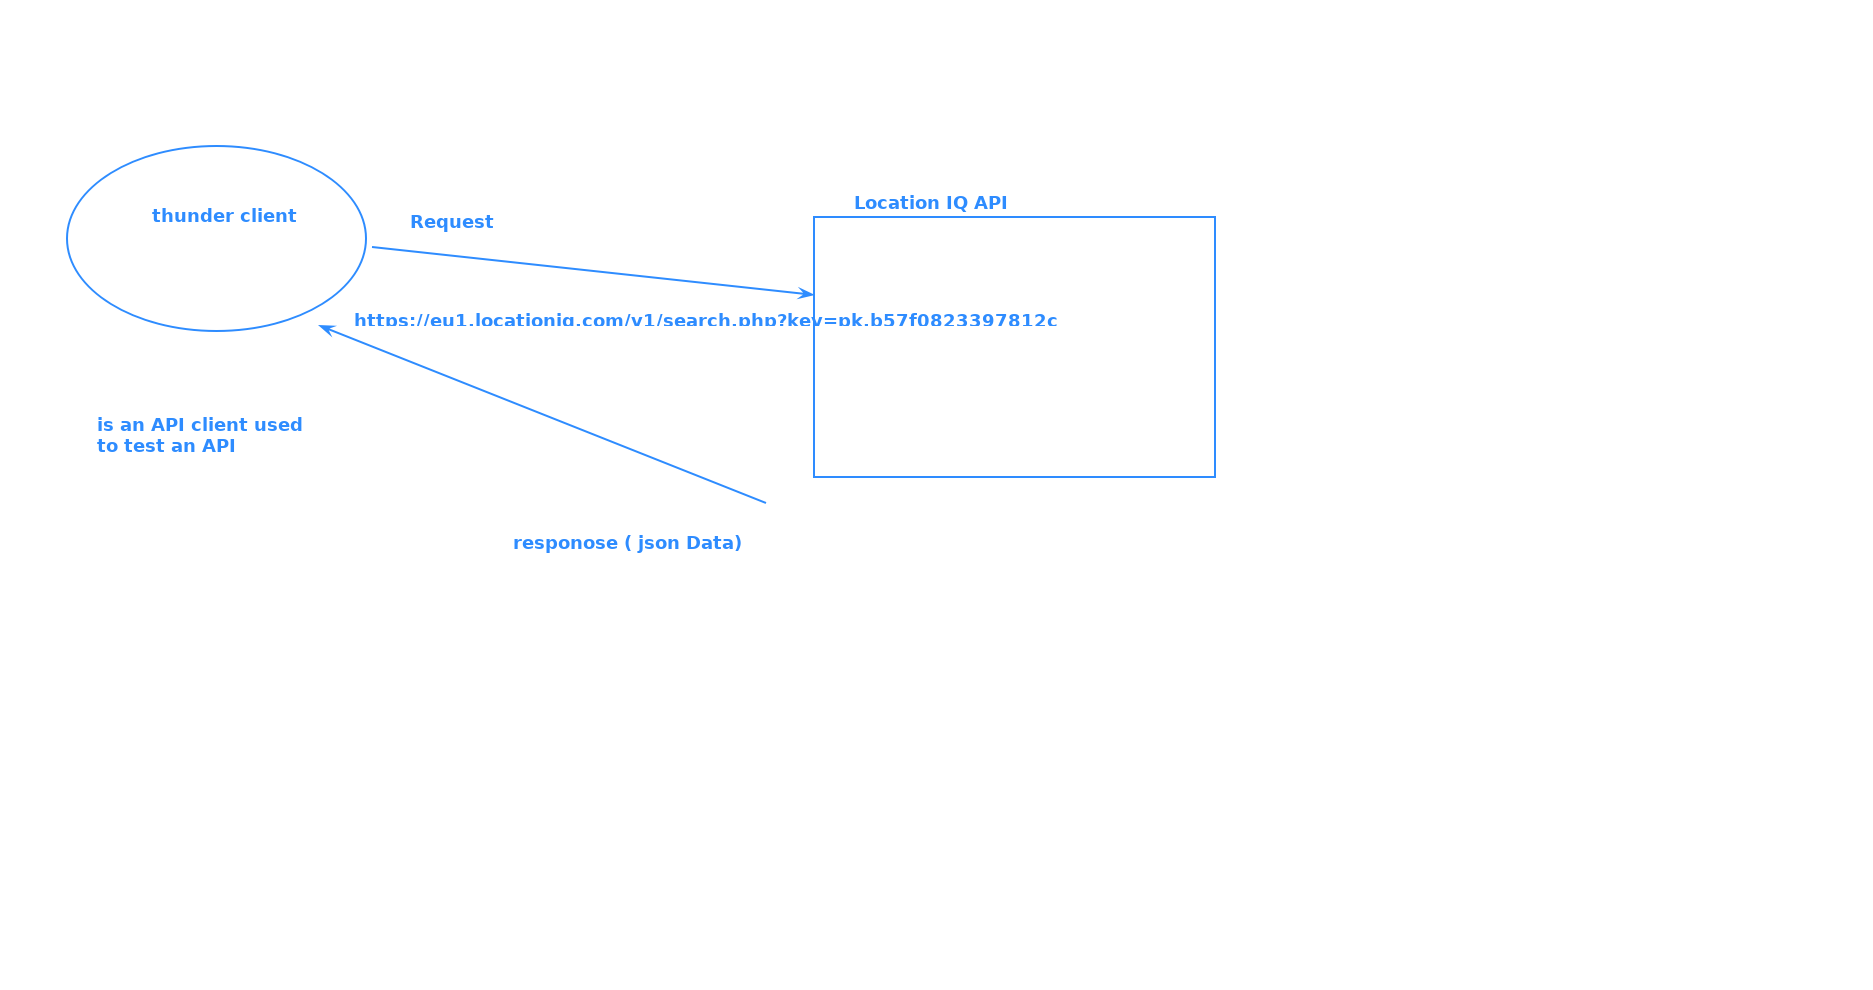 thunder client
Request
Location IQ API
https://eu1.locationiq.com/v1/search.php?key=pk.b57f0823397812c
is an API client used
to test an API
responose ( json Data)